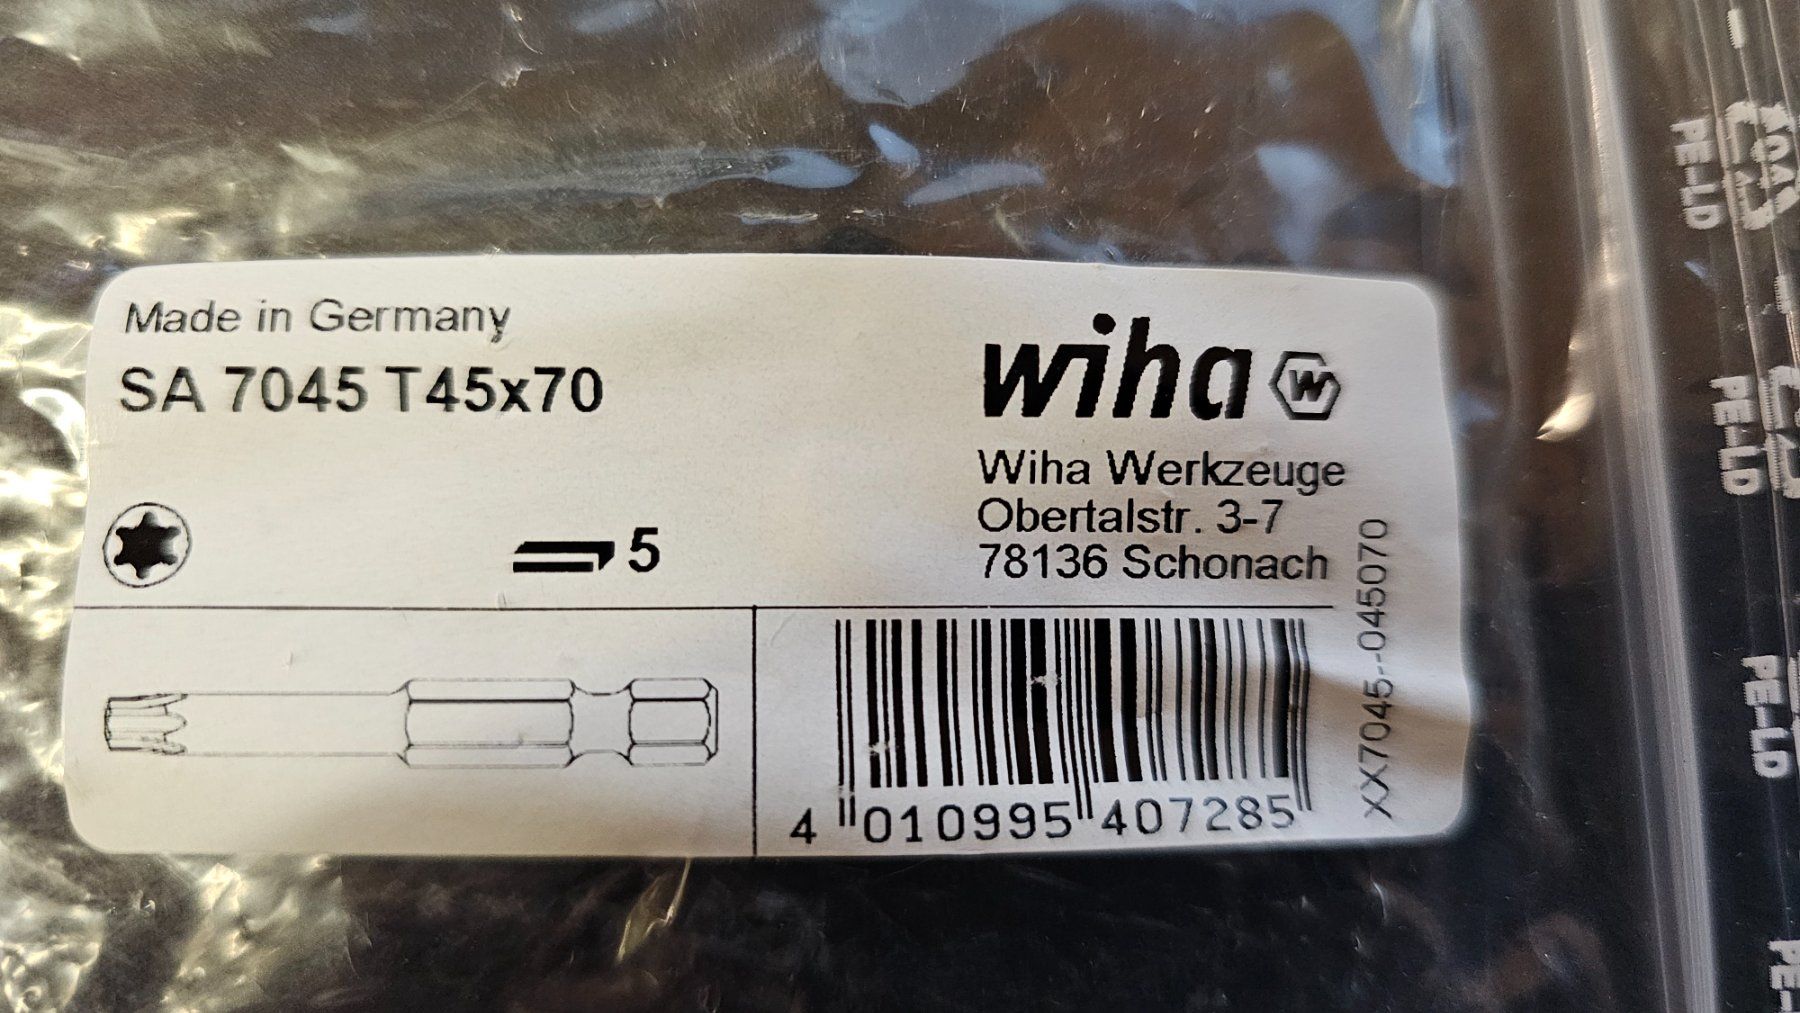 Made in Germany
SA 7045 T45x70
5
wiha W
Wiha Werkzeuge
Obertalstr. 3-7
78136 Schonach
XX7045--045070
4 010995 407285
PE-LD
PE-LD
PE-LD